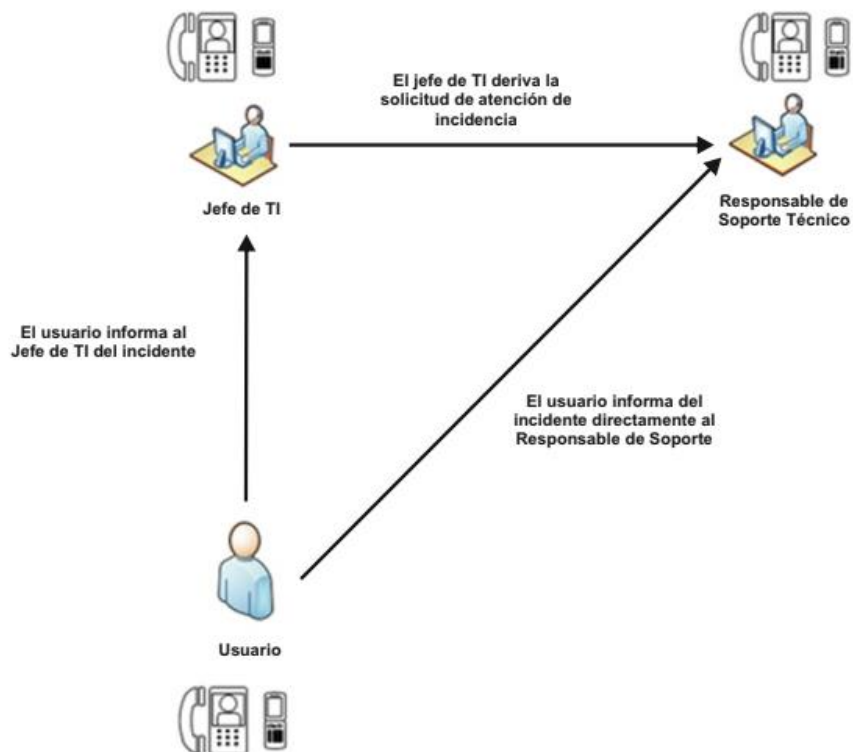 El jefe de TI deriva la
solicitud de atención de
incidencia
Jefe de TI
Responsable de
Soporte Técnico
El usuario informa al
Jefe de TI del incidente
El usuario informa del
incidente directamente al
Responsable de Soporte
Usuario